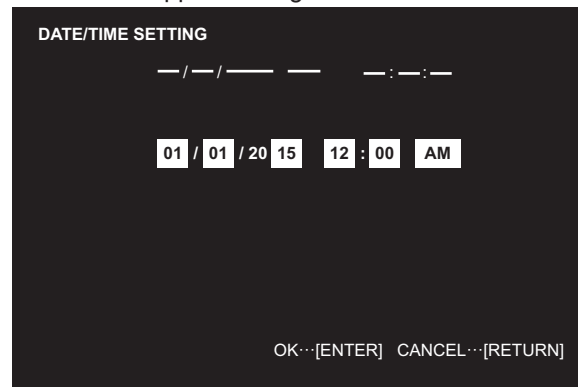 DATE/TIME SETTING
—/—/—— —— —:—:—
01 / 01 / 20 15 12 : 00 AM
OK···[ENTER] CANCEL···[RETURN]